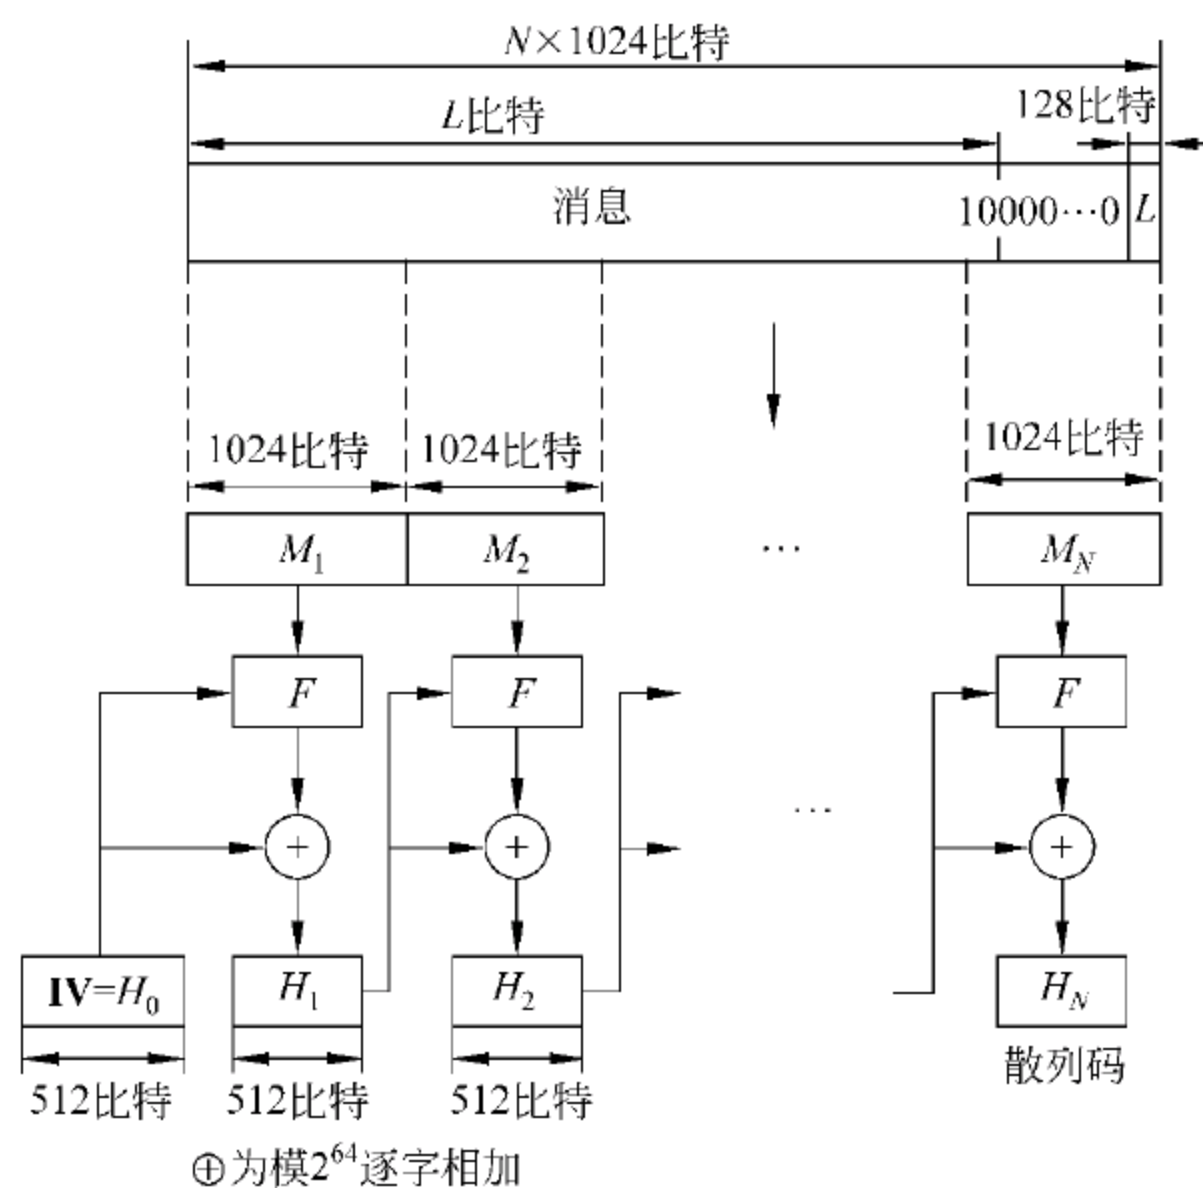 N×1024比特
L比特
128比特
消息
10000···0
L
1024比特
1024比特
1024比特
M₁
M₂
···
M_N
F
F
F
+
+
···
+
IV=H₀
H₁
H₂
H_N
散列码
512比特
512比特
512比特
⊕为模2⁶⁴逐字相加